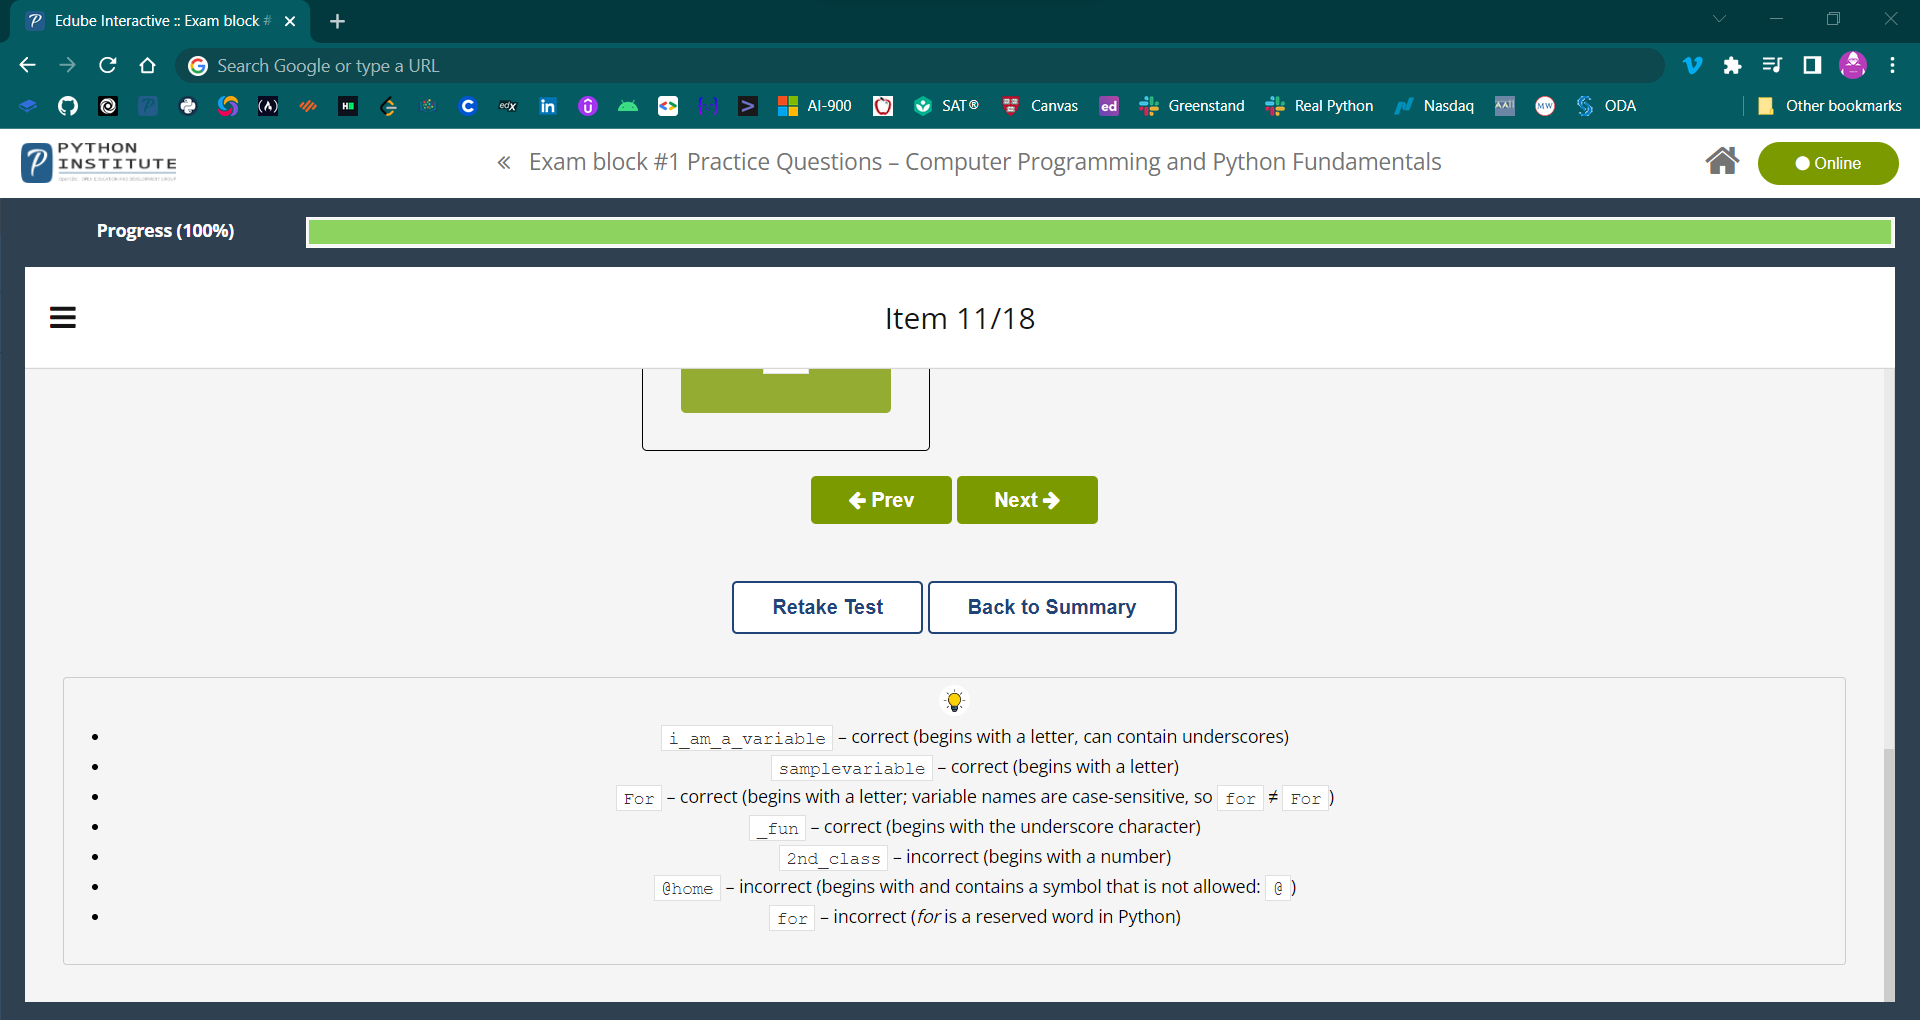 Edube Interactive :: Exam block #
Search Google or type a URL
AI-900 SAT® Canvas ed Greenstand Real Python Nasdaq AATI MW ODA Other bookmarks
PYTHON
INSTITUTE
« Exam block #1 Practice Questions – Computer Programming and Python Fundamentals
Online
Progress (100%)
Item 11/18
Prev
Next
Retake Test
Back to Summary
i_am_a_variable – correct (begins with a letter, can contain underscores)
samplevariable – correct (begins with a letter)
For – correct (begins with a letter; variable names are case-sensitive, so for ≠ For)
_fun – correct (begins with the underscore character)
2nd_class – incorrect (begins with a number)
@home – incorrect (begins with and contains a symbol that is not allowed: @)
for – incorrect (for is a reserved word in Python)